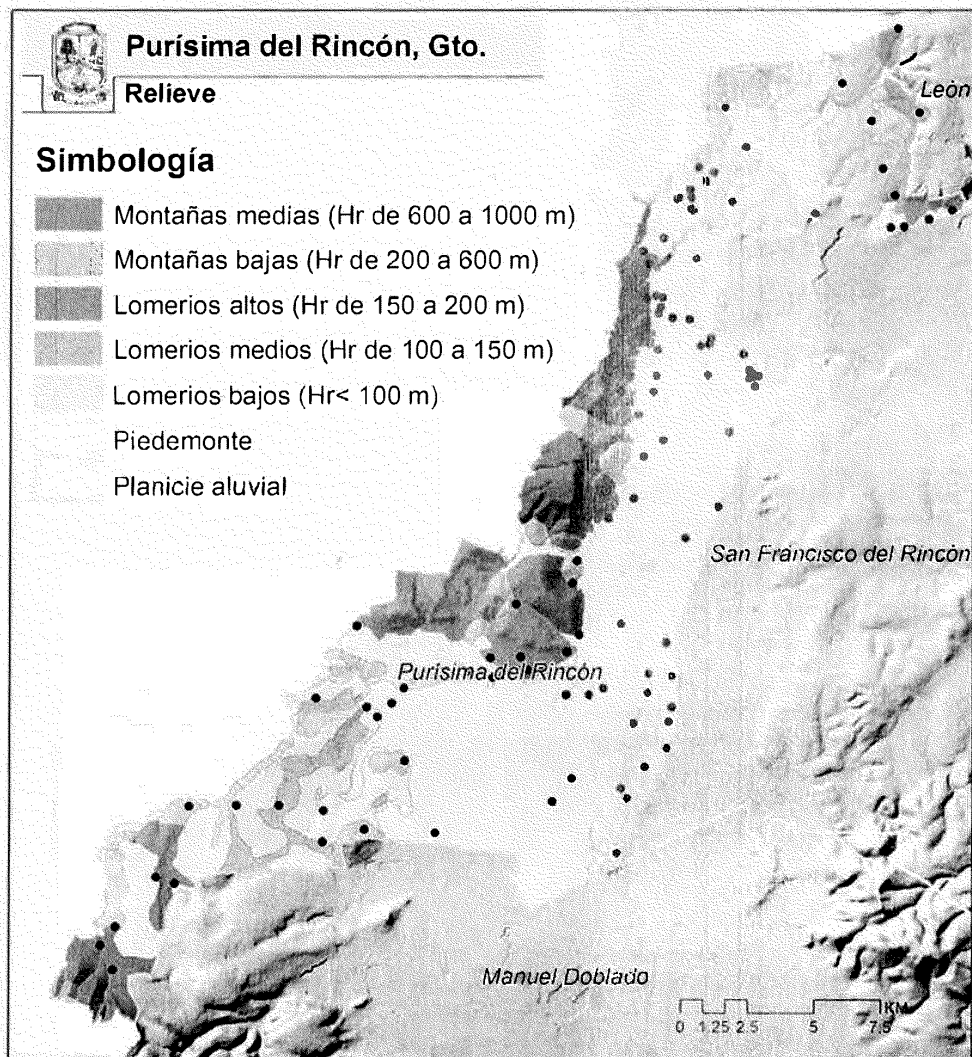 Purísima del Rincón, Gto.
Relieve
Simbología
Montañas medias (Hr de 600 a 1000 m)
Montañas bajas (Hr de 200 a 600 m)
Lomerios altos (Hr de 150 a 200 m)
Lomerios medios (Hr de 100 a 150 m)
Lomerios bajos (Hr< 100 m)
Piedemonte
Planicie aluvial
León
San Francisco del Rincón
Purísima del Rincón
Manuel Doblado
KM
0 1.25 2.5 5 7.5